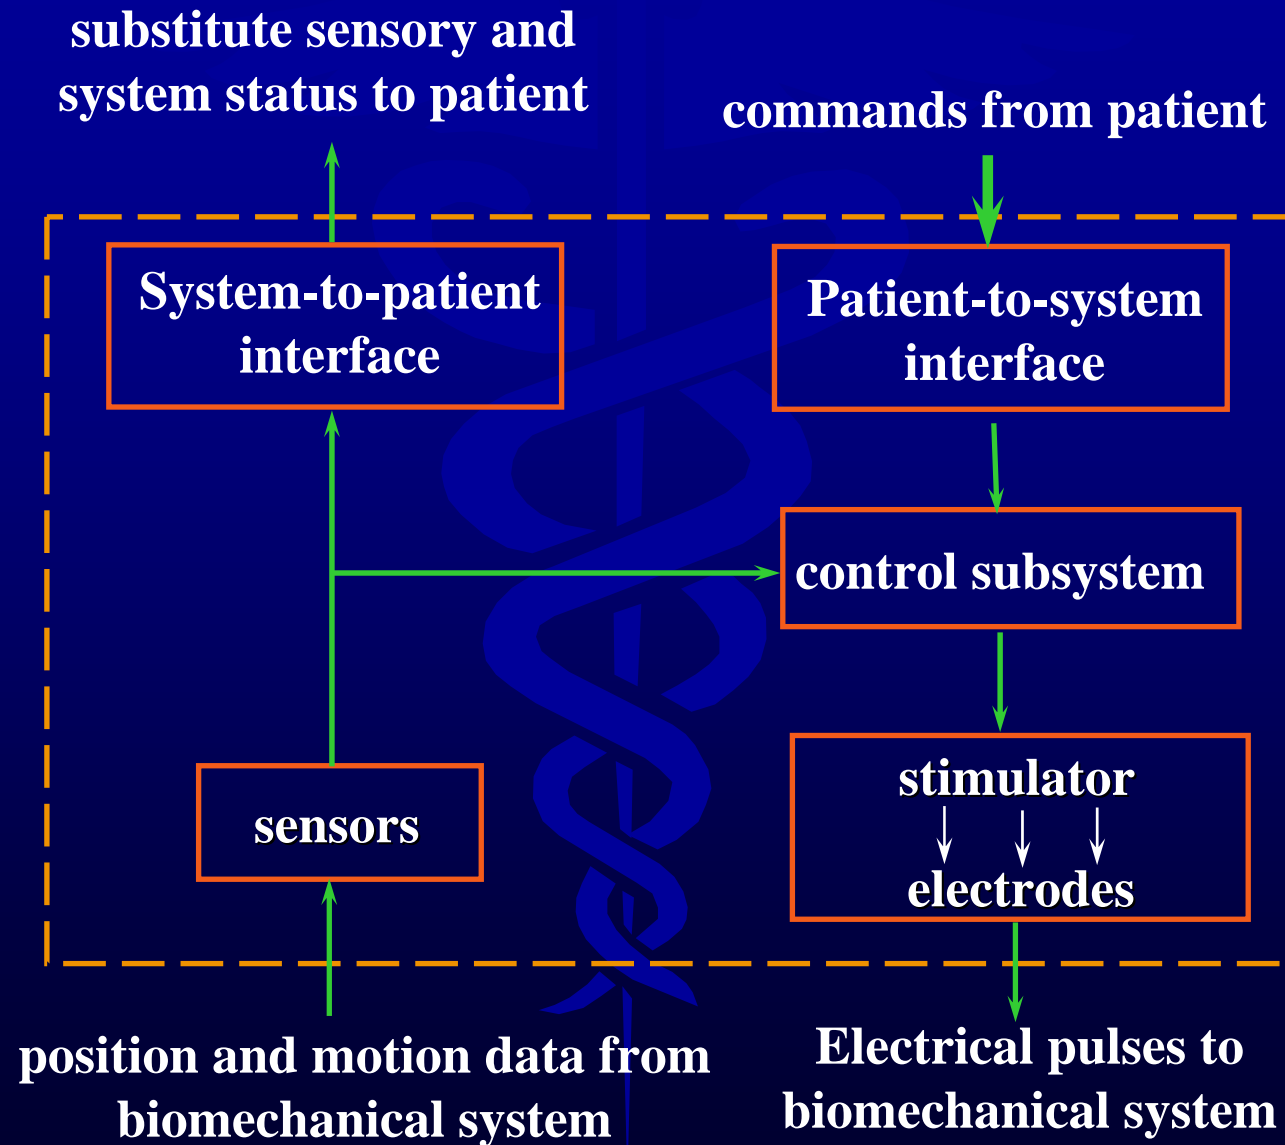 substitute sensory and
system status to patient
commands from patient
System-to-patient
interface
Patient-to-system
interface
control subsystem
stimulator
electrodes
sensors
position and motion data from
biomechanical system
Electrical pulses to
biomechanical system